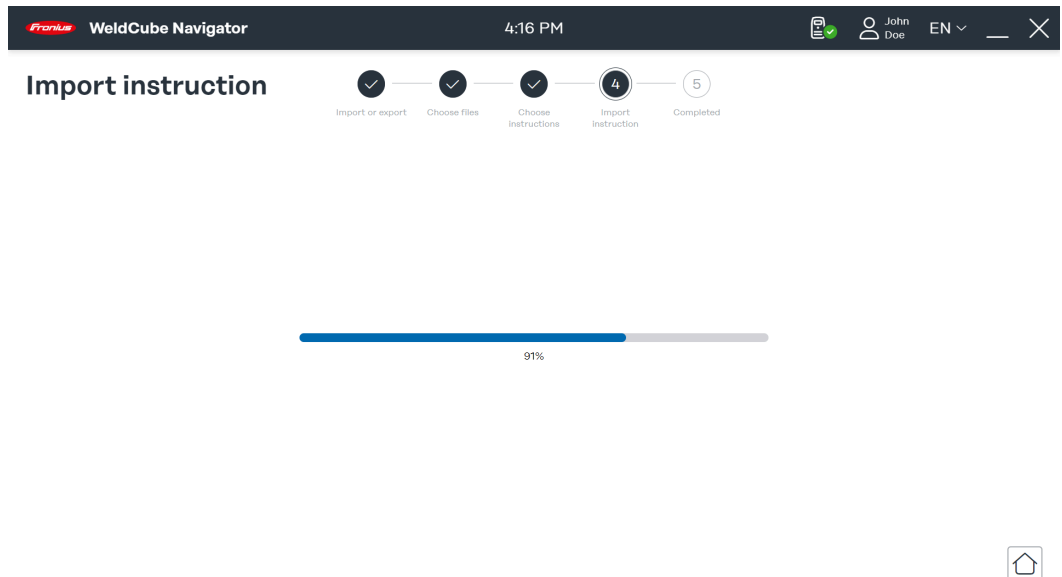 Fronius WeldCube Navigator 4:16 PM John Doe EN
Import instruction
4 5
Import or export Choose files Choose instructions Import instruction Completed
91%